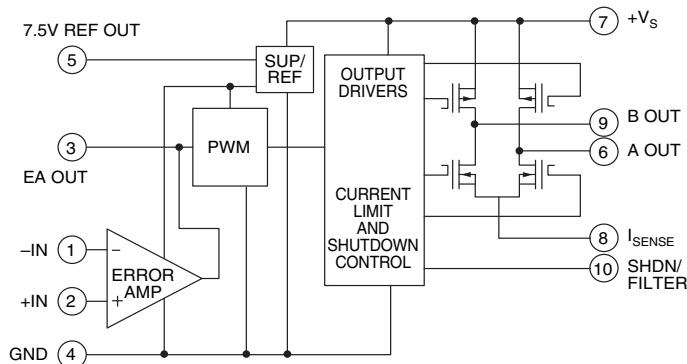 7.5V REF OUT
5
SUP/
REF
7
+VS
OUTPUT
DRIVERS
3
EA OUT
PWM
9
B OUT
6
A OUT
CURRENT
LIMIT
AND
SHUTDOWN
CONTROL
8
ISENSE
10
SHDN/
FILTER
–IN
1
–
ERROR
AMP
+IN
2
+
GND
4